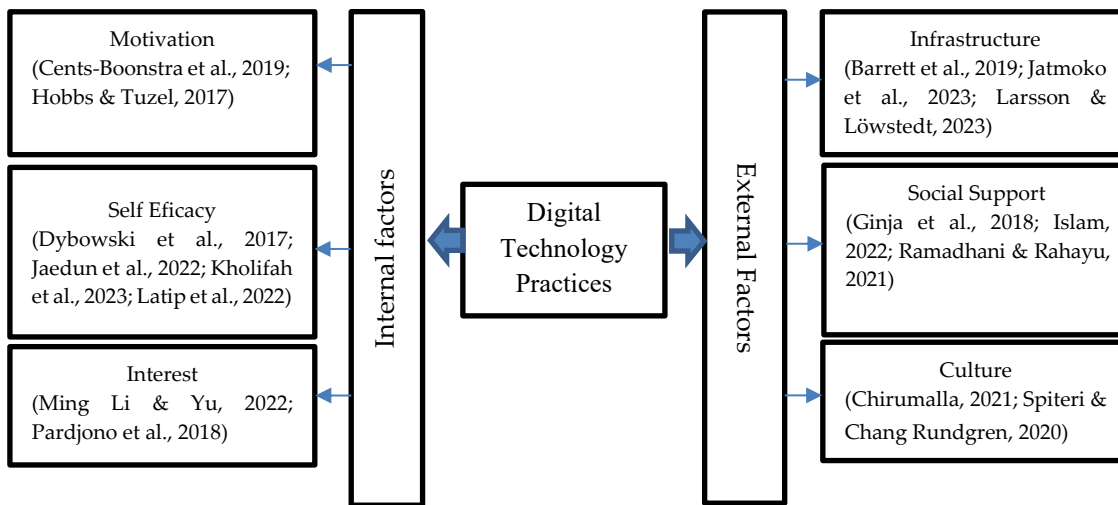 Motivation
(Cents-Boonstra et al., 2019;
Hobbs & Tuzel, 2017)
Self Eficacy
(Dybowski et al., 2017;
Jaedun et al., 2022; Kholifah
et al., 2023; Latip et al., 2022)
Interest
(Ming Li & Yu, 2022;
Pardjono et al., 2018)
Internal factors
Digital
Technology
Practices
External Factors
Infrastructure
(Barrett et al., 2019; Jatmoko
et al., 2023; Larsson &
Löwstedt, 2023)
Social Support
(Ginja et al., 2018; Islam,
2022; Ramadhani & Rahayu,
2021)
Culture
(Chirumalla, 2021; Spiteri &
Chang Rundgren, 2020)